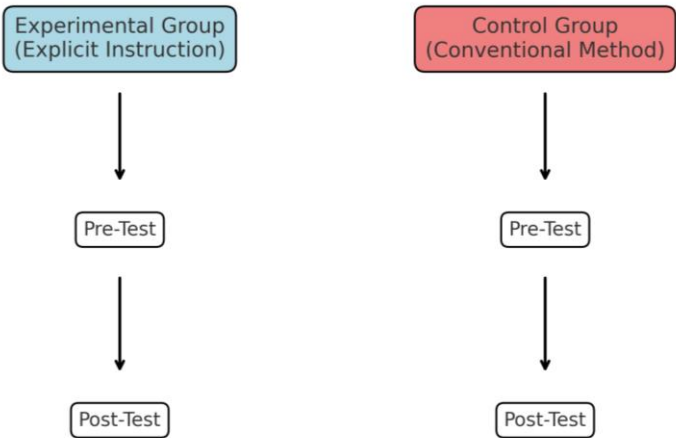 Experimental Group
(Explicit Instruction)
Control Group
(Conventional Method)
Pre-Test
Pre-Test
Post-Test
Post-Test